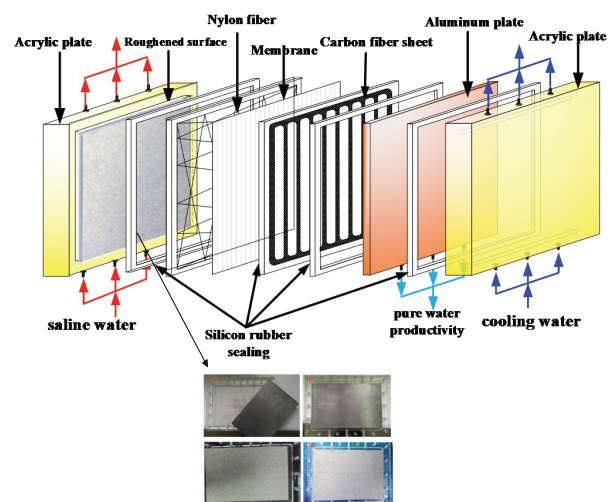 Nylon fiber
Aluminum plate
Acrylic plate
Roughened surface
Membrane
Carbon fiber sheet
Acrylic plate
saline water
Silicon rubber
sealing
pure water
productivity
cooling water